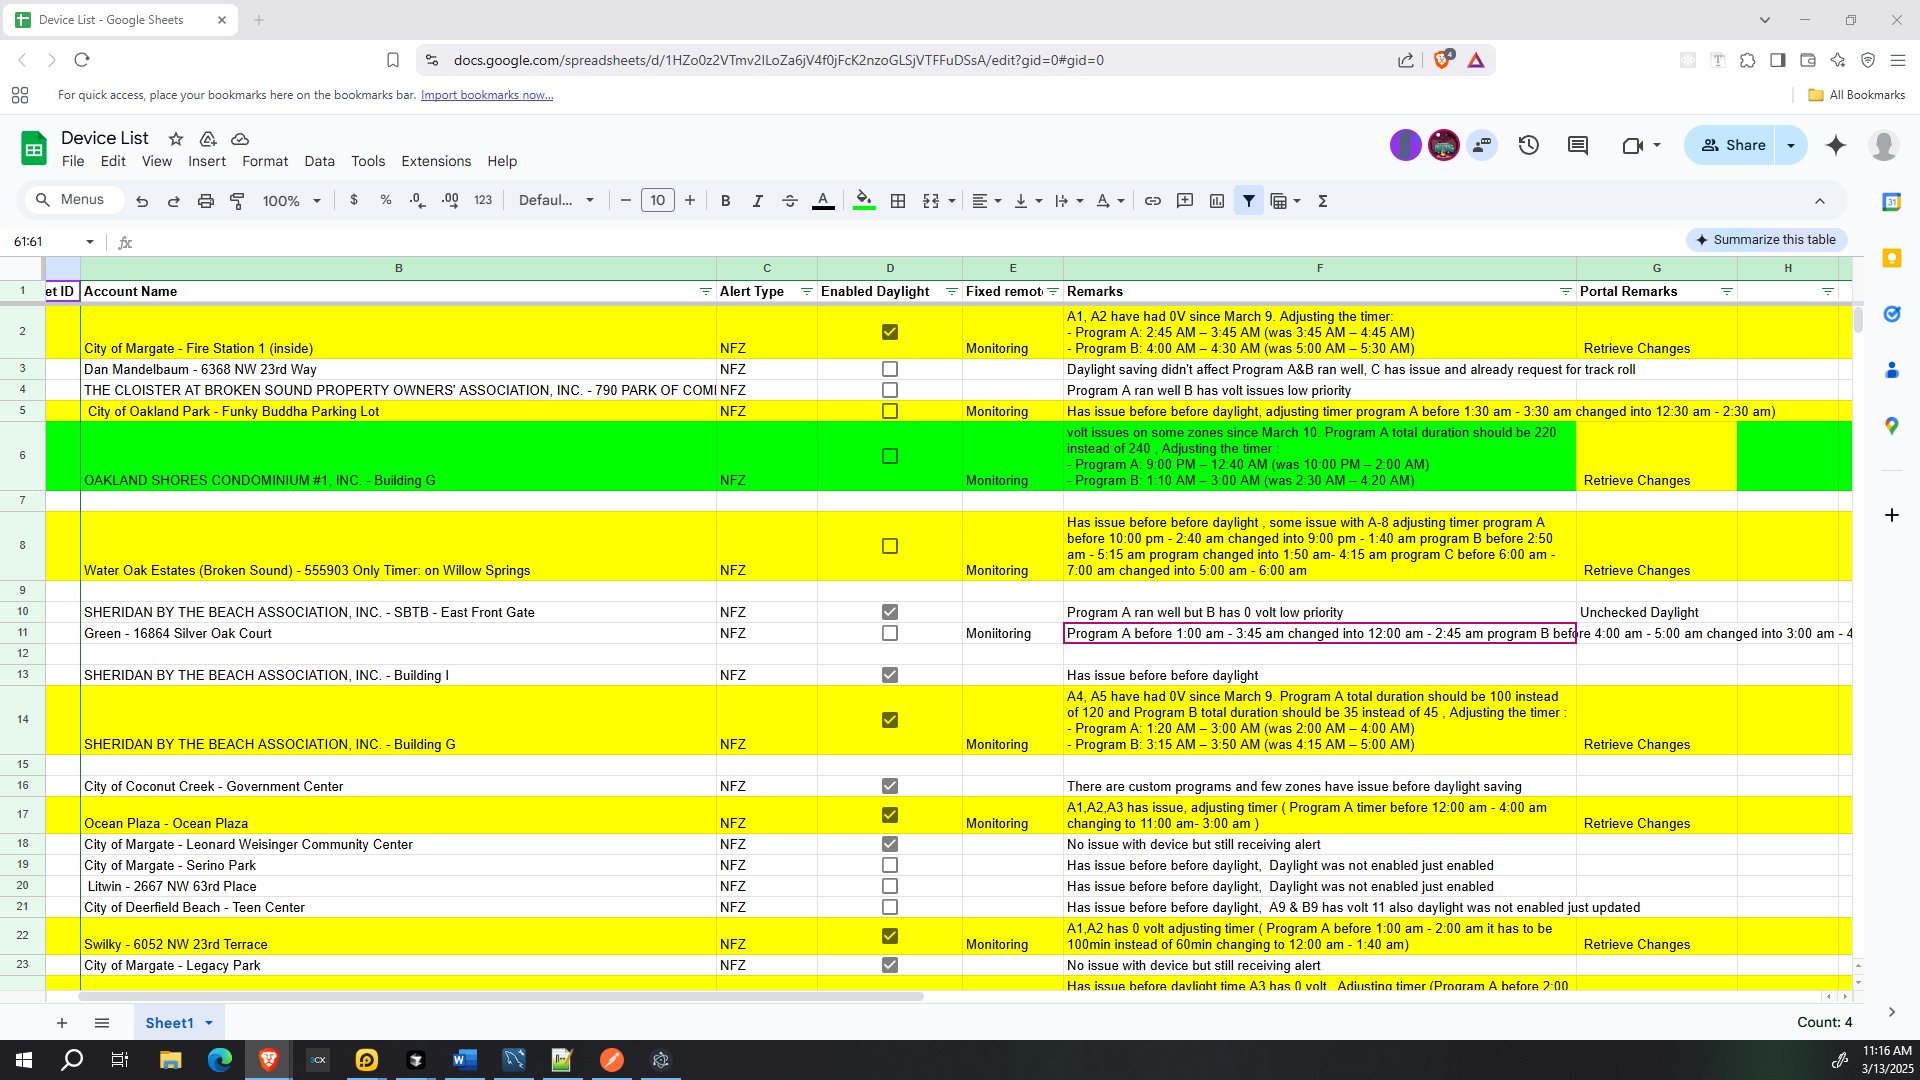 Device List - Google Sheets
docs.google.com/spreadsheets/d/1HZo0z2VTmv2ILoZa6jV4f0jFcK2nzoGLSjVTFFuDSsA/edit?gid=0#gid=0
4
For quick access, place your bookmarks here on the bookmarks bar. Import bookmarks now...
All Bookmarks
Device List
File Edit View Insert Format Data Tools Extensions Help
Share
Menus
100%
$ % .0 .00 123
Defaul...
10
B I A
Σ
31
61:61
fx
Summarize this table
B C D E F G H
1 et ID Account Name Alert Type Enabled Daylight Fixed remot Remarks Portal Remarks
A1, A2 have had 0V since March 9. Adjusting the timer:
- Program A: 2:45 AM – 3:45 AM (was 3:45 AM – 4:45 AM)
2 City of Margate - Fire Station 1 (inside) NFZ Monitoring - Program B: 4:00 AM – 4:30 AM (was 5:00 AM – 5:30 AM) Retrieve Changes
3 Dan Mandelbaum - 6368 NW 23rd Way NFZ Daylight saving didn't affect Program A&B ran well, C has issue and already request for track roll
4 THE CLOISTER AT BROKEN SOUND PROPERTY OWNERS' ASSOCIATION, INC. - 790 PARK OF COMI NFZ Program A ran well B has volt issues low priority
5 City of Oakland Park - Funky Buddha Parking Lot NFZ Monitoring Has issue before before daylight, adjusting timer program A before 1:30 am - 3:30 am changed into 12:30 am - 2:30 am)
volt issues on some zones since March 10. Program A total duration should be 220
instead of 240 , Adjusting the timer :
- Program A: 9:00 PM – 12:40 AM (was 10:00 PM – 2:00 AM)
6 OAKLAND SHORES CONDOMINIUM #1, INC. - Building G NFZ Monitoring - Program B: 1:10 AM – 3:00 AM (was 2:30 AM – 4:20 AM) Retrieve Changes
7
Has issue before before daylight , some issue with A-8 adjusting timer program A
before 10:00 pm - 2:40 am changed into 9:00 pm - 1:40 am program B before 2:50
am - 5:15 am program changed into 1:50 am- 4:15 am program C before 6:00 am -
8 Water Oak Estates (Broken Sound) - 555903 Only Timer: on Willow Springs NFZ Monitoring 7:00 am changed into 5:00 am - 6:00 am Retrieve Changes
9
10 SHERIDAN BY THE BEACH ASSOCIATION, INC. - SBTB - East Front Gate NFZ Program A ran well but B has 0 volt low priority Unchecked Daylight
11 Green - 16864 Silver Oak Court NFZ Moniitoring Program A before 1:00 am - 3:45 am changed into 12:00 am - 2:45 am program B before 4:00 am - 5:00 am changed into 3:00 am - 4
12
13 SHERIDAN BY THE BEACH ASSOCIATION, INC. - Building I NFZ Has issue before before daylight
A4, A5 have had 0V since March 9. Program A total duration should be 100 instead
of 120 and Program B total duration should be 35 instead of 45 , Adjusting the timer :
- Program A: 1:20 AM – 3:00 AM (was 2:00 AM – 4:00 AM)
14 SHERIDAN BY THE BEACH ASSOCIATION, INC. - Building G NFZ Monitoring - Program B: 3:15 AM – 3:50 AM (was 4:15 AM – 5:00 AM) Retrieve Changes
15
16 City of Coconut Creek - Government Center NFZ There are custom programs and few zones have issue before daylight saving
A1,A2,A3 has issue, adjusting timer ( Program A timer before 12:00 am - 4:00 am
17 Ocean Plaza - Ocean Plaza NFZ Monitoring changing to 11:00 am- 3:00 am ) Retrieve Changes
18 City of Margate - Leonard Weisinger Community Center NFZ No issue with device but still receiving alert
19 City of Margate - Serino Park NFZ Has issue before before daylight, Daylight was not enabled just enabled
20 Litwin - 2667 NW 63rd Place NFZ Has issue before before daylight, Daylight was not enabled just enabled
21 City of Deerfield Beach - Teen Center NFZ Has issue before before daylight, A9 & B9 has volt 11 also daylight was not enabled just updated
A1,A2 has 0 volt adjusting timer ( Program A before 1:00 am - 2:00 am it has to be
22 Swilky - 6052 NW 23rd Terrace NFZ Monitoring 100min instead of 60min changing to 12:00 am - 1:40 am) Retrieve Changes
23 City of Margate - Legacy Park NFZ No issue with device but still receiving alert
Has issue before daylight time A3 has 0 volt , Adjusting timer (Program A before 2:00
Sheet1
Count: 4
3CX
11:16 AM
3/13/2025